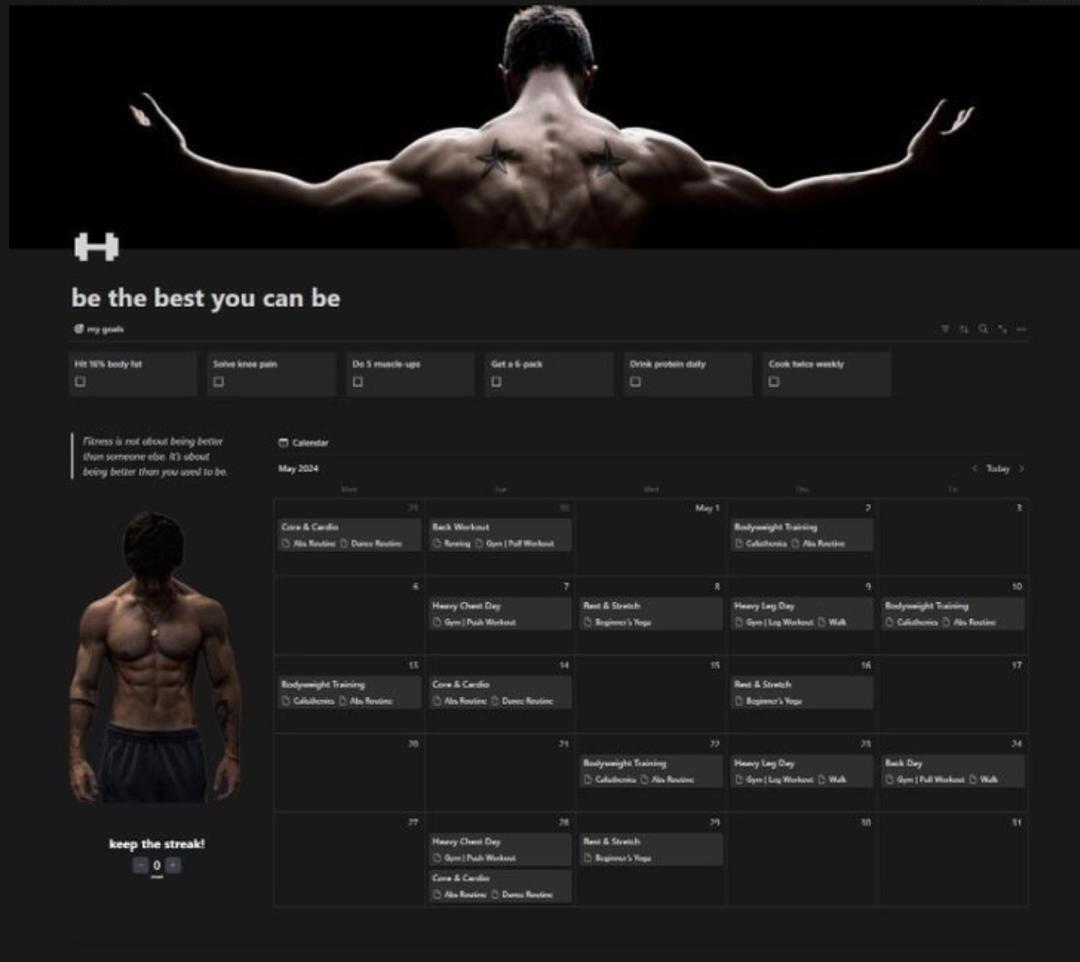 be the best you can be
my goals
Hit 16% body fat
Solve knee pain
Do 5 muscle-ups
Get a 6-pack
Drink protein daily
Cook twice weekly
Fitness is not about being better
than someone else. It's about
being better than you used to be.
Calendar
May 2024
Today
Mon Tue Wed Thu Fri
29 30 May 1 2 3
Core & Cardio
Abs Routine Dance Routine
Back Workout
Running Gym | Pull Workout
Bodyweight Training
Calisthenics Abs Routine
6 7 8 9 10
Heavy Chest Day
Gym | Push Workout
Rest & Stretch
Beginner's Yoga
Heavy Leg Day
Gym | Leg Workout Walk
Bodyweight Training
Calisthenics Abs Routine
13 14 15 16 17
Bodyweight Training
Calisthenics Abs Routine
Core & Cardio
Abs Routine Dance Routine
Rest & Stretch
Beginner's Yoga
20 21 22 23 24
Bodyweight Training
Calisthenics Abs Routine
Heavy Leg Day
Gym | Leg Workout Walk
Back Day
Gym | Pull Workout Walk
27 28 29 30 31
Heavy Chest Day
Gym | Push Workout
Core & Cardio
Abs Routine Dance Routine
Rest & Stretch
Beginner's Yoga
keep the streak!
- 0 +